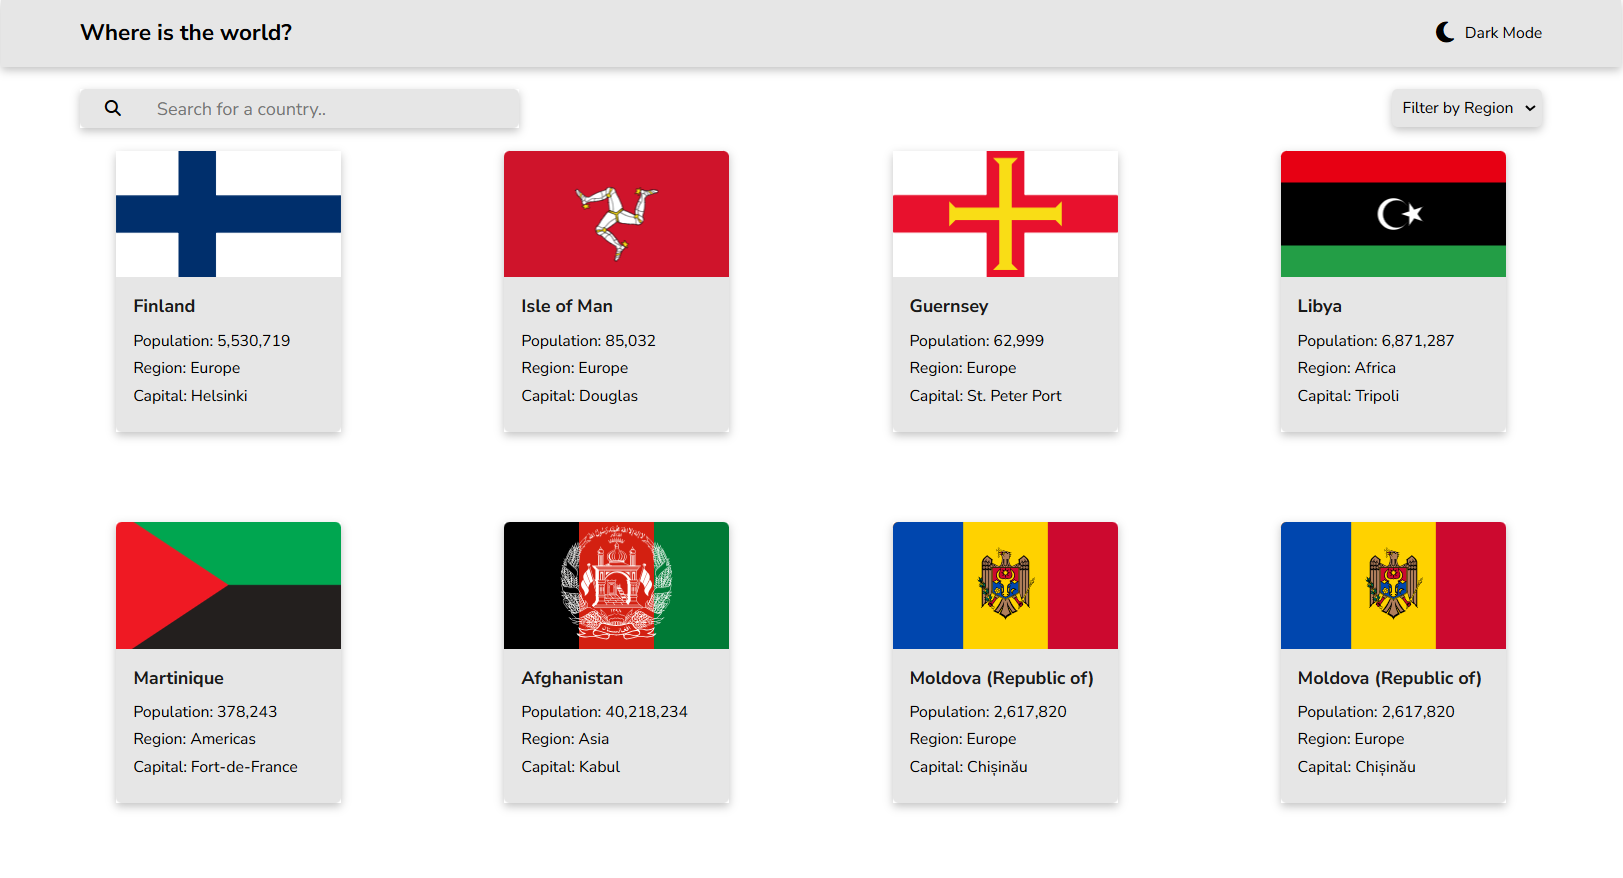 Where is the world?
Dark Mode
Search for a country..
Filter by Region
Finland
Population: 5,530,719
Region: Europe
Capital: Helsinki
Isle of Man
Population: 85,032
Region: Europe
Capital: Douglas
Guernsey
Population: 62,999
Region: Europe
Capital: St. Peter Port
Libya
Population: 6,871,287
Region: Africa
Capital: Tripoli
Martinique
Population: 378,243
Region: Americas
Capital: Fort-de-France
Afghanistan
Population: 40,218,234
Region: Asia
Capital: Kabul
Moldova (Republic of)
Population: 2,617,820
Region: Europe
Capital: Chișinău
Moldova (Republic of)
Population: 2,617,820
Region: Europe
Capital: Chișinău